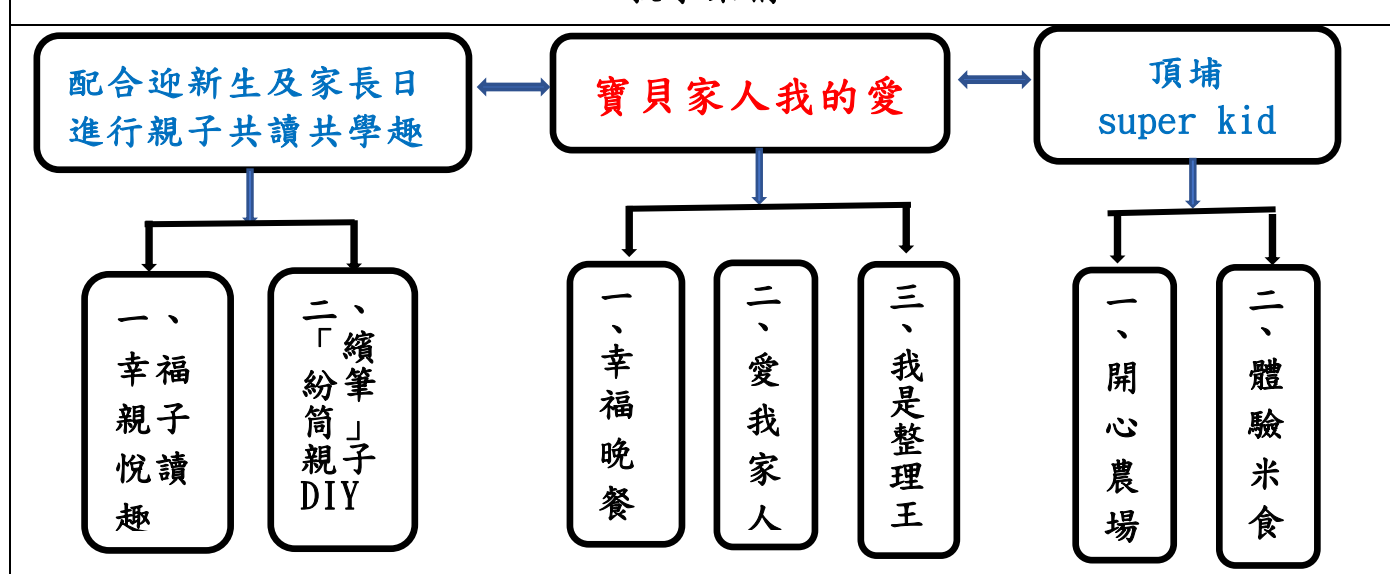 配合迎新生及家長日
進行親子共讀共學趣
寶貝家人我的愛
頂埔
super kid
一、
幸福
親子
悅讀
趣
二、
「繽
紛筆
筒」
親子
DIY
一、幸福晚餐
二、愛我家人
三、我是整理王
一、開心農場
二、體驗米食